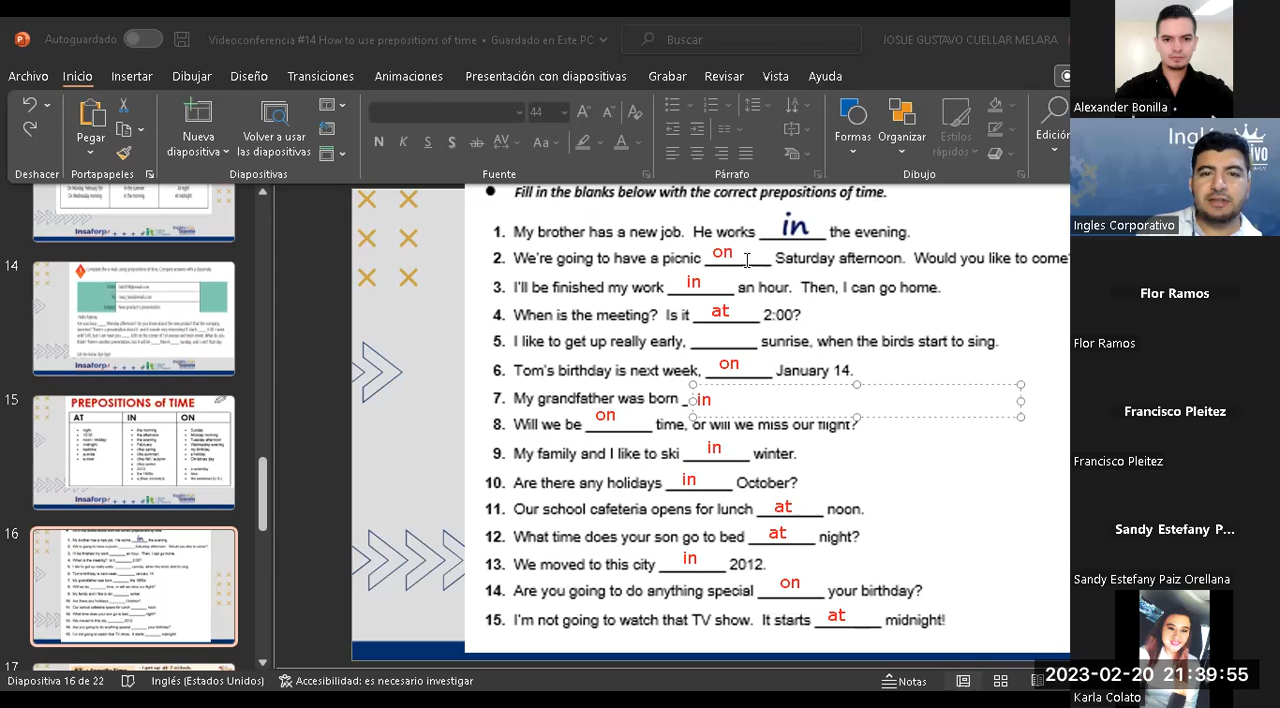 Autoguardado
Videoconferencia #14 How to use prepositions of time • Guardado en Este PC
Buscar
JOSUE GUSTAVO CUELLAR MELARA
Archivo Inicio Insertar Dibujar Diseño Transiciones Animaciones Presentación con diapositivas Grabar Revisar Vista Ayuda
44
Pegar
Nueva diapositiva
Volver a usar las diapositivas
N K S S ab AV Aa A
Formas Organizar Estilos rápidos Edición
Deshacer Portapapeles Diapositivas Fuente Párrafo Dibujo
Insaforp
14
Insaforp
15
PREPOSITIONS of TIME
AT IN ON
Insaforp
16
17
Fill in the blanks below with the correct prepositions of time.
1. My brother has a new job. He works in the evening.
2. We're going to have a picnic on Saturday afternoon. Would you like to come?
3. I'll be finished my work in an hour. Then, I can go home.
4. When is the meeting? Is it at 2:00?
5. I like to get up really early, ________ sunrise, when the birds start to sing.
6. Tom's birthday is next week, on January 14.
7. My grandfather was born _ in
8. Will we be on time, or will we miss our flight?
9. My family and I like to ski in winter.
10. Are there any holidays in October?
11. Our school cafeteria opens for lunch at noon.
12. What time does your son go to bed at night?
13. We moved to this city in 2012.
14. Are you going to do anything special on your birthday?
15. I'm not going to watch that TV show. It starts at midnight!
Diapositiva 16 de 22
Inglés (Estados Unidos)
Accesibilidad: es necesario investigar
Notas
Alexander Bonilla
Ingles Corporativo
Flor Ramos
Flor Ramos
Francisco Pleitez
Francisco Pleitez
Sandy Estefany P...
Sandy Estefany Paiz Orellana
2023-02-20 21:39:55
Karla Colato